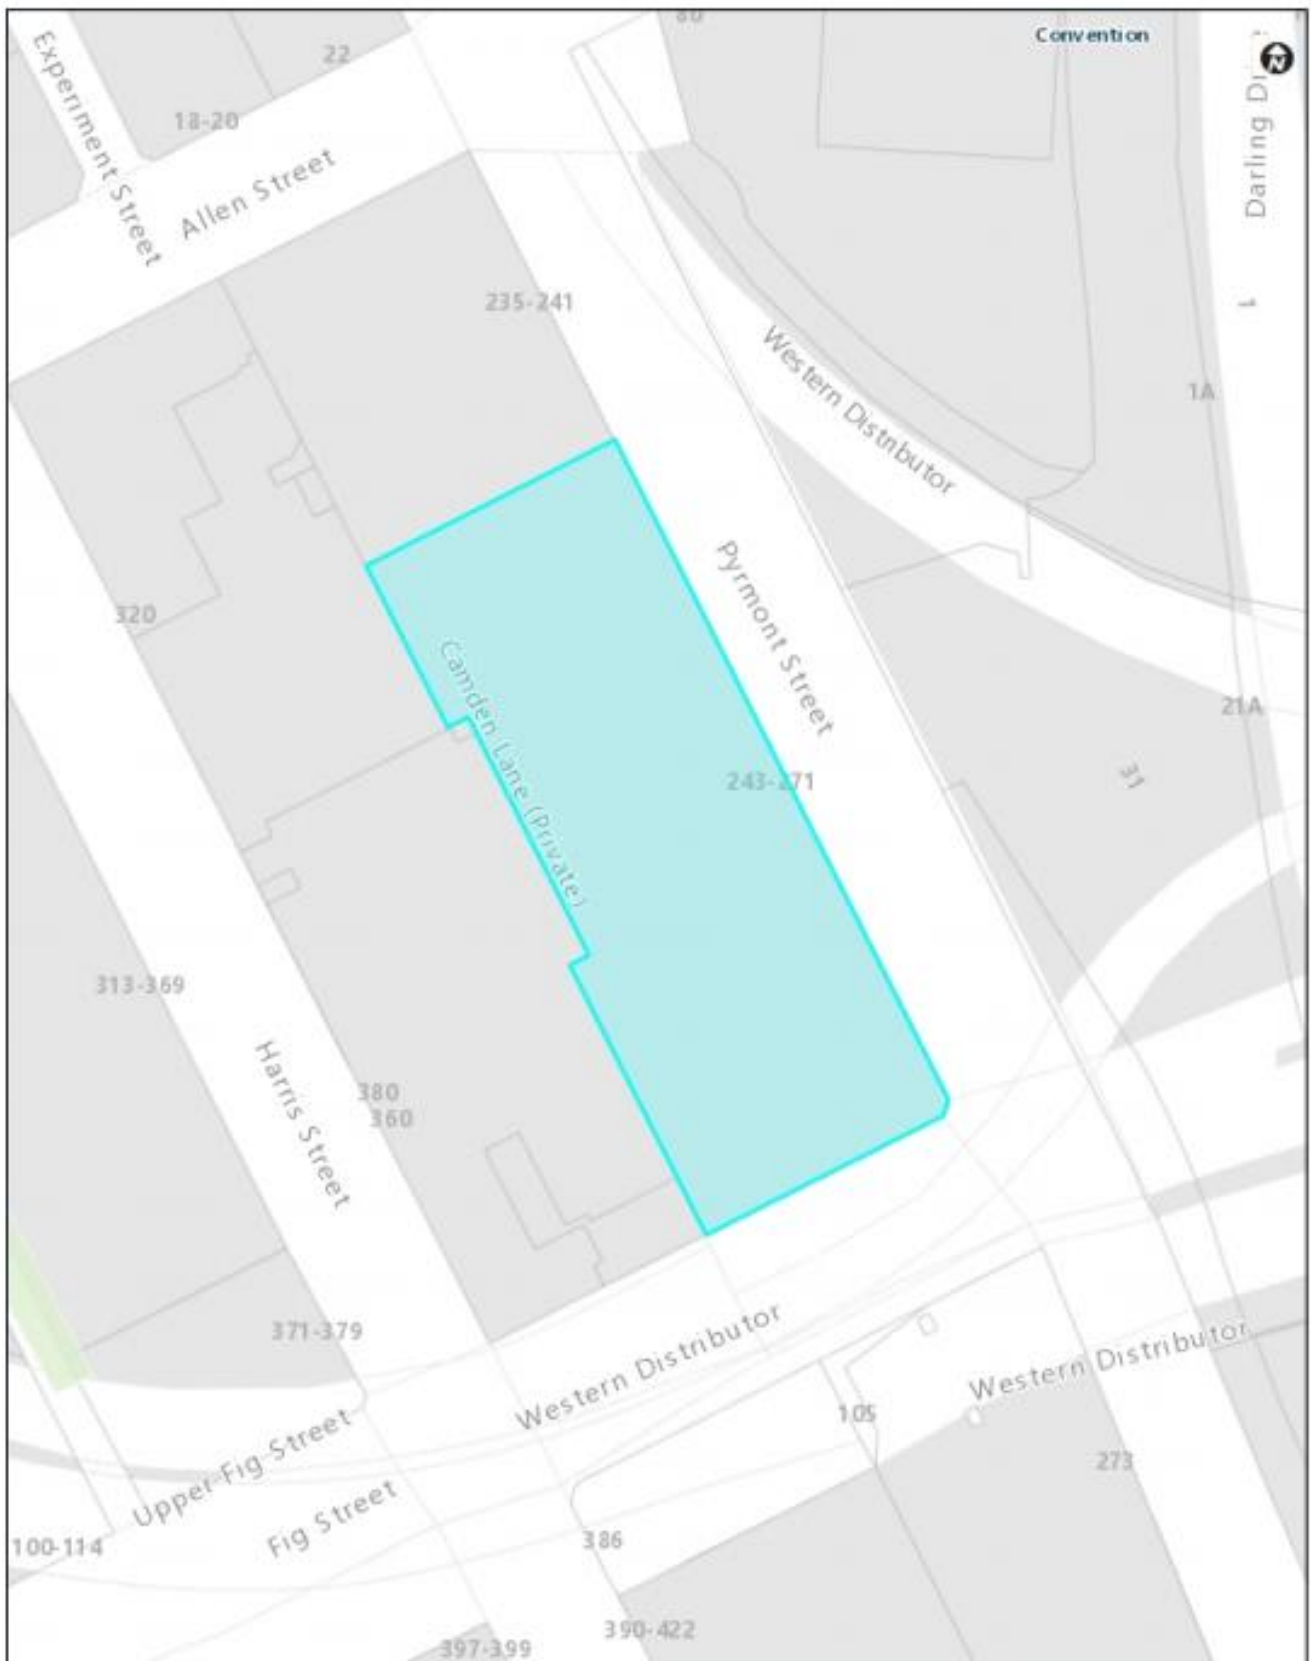 80
Convention
N
Experiment Street
22
18-20
Allen Street
Darling
1
235-241
Western Distributor
1A
Pyrmont Street
320
Camden Lane (Private)
21A
31
243-271
313-369
Harris Street
380
360
371-379
Western Distributor
Western Distributor
105
Upper Fig Street
Fig Street
273
100-114
386
390-422
397-399